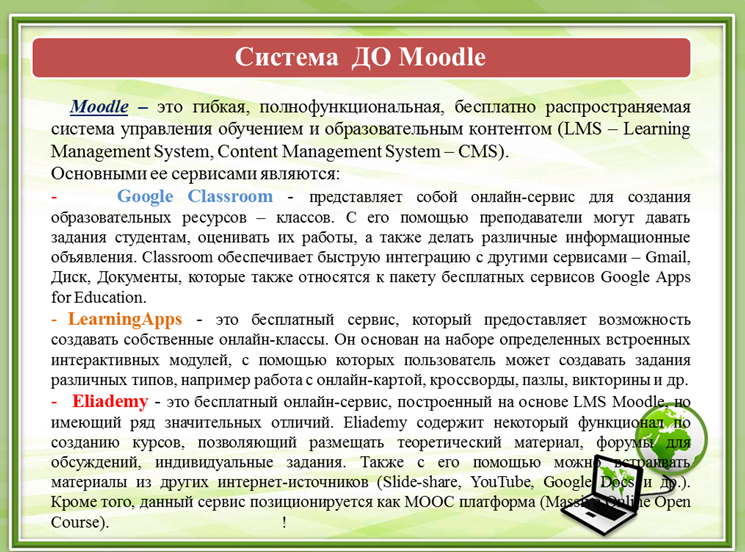 Система ДО Moodle
Moodle – это гибкая, полнофункциональная, бесплатно распространяемая
система управления обучением и образовательным контентом (LMS – Learning
Management System, Content Management System – CMS).
Основными ее сервисами являются:
- Google Classroom - представляет собой онлайн-сервис для создания
образовательных ресурсов – классов. С его помощью преподаватели могут давать
задания студентам, оценивать их работы, а также делать различные информационные
объявления. Classroom обеспечивает быструю интеграцию с другими сервисами – Gmail,
Диск, Документы, которые также относятся к пакету бесплатных сервисов Google Apps
for Education.
- LearningApps - это бесплатный сервис, который предоставляет возможность
создавать собственные онлайн-классы. Он основан на наборе определенных встроенных
интерактивных модулей, с помощью которых пользователь может создавать задания
различных типов, например работа с онлайн-картой, кроссворды, пазлы, викторины и др.
- Eliademy - это бесплатный онлайн-сервис, построенный на основе LMS Moodle, но
имеющий ряд значительных отличий. Eliademy содержит некоторый функционал по
созданию курсов, позволяющий размещать теоретический материал, форумы для
обсуждений, индивидуальные задания. Также с его помощью можно встраивать
материалы из других интернет-источников (Slide-share, YouTube, Google Docs и др.).
Кроме того, данный сервис позиционируется как МООС платформа (Massive Online Open
Course). !